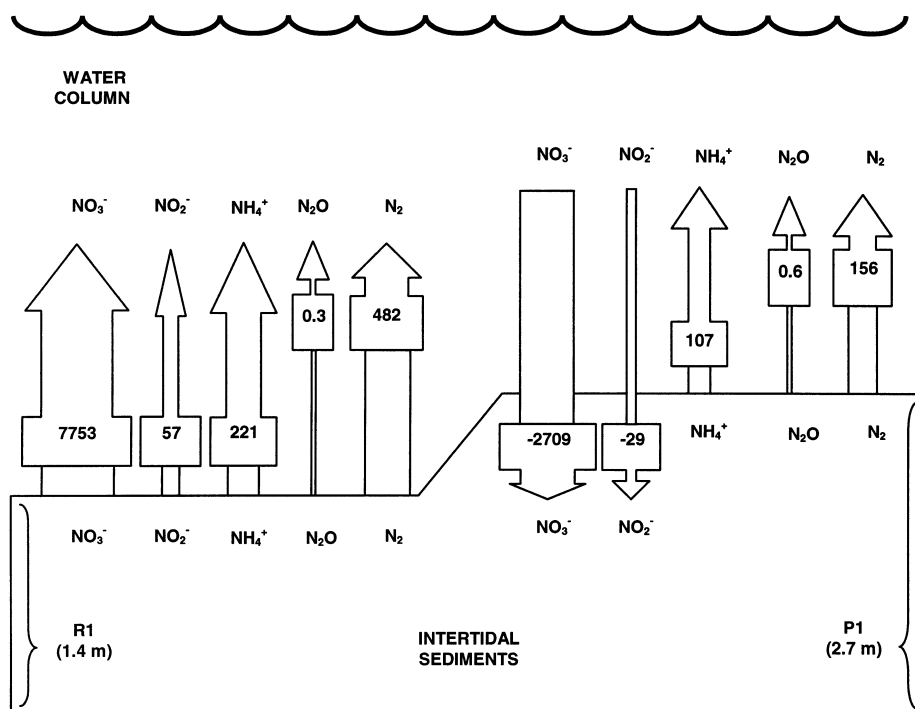 WATER
COLUMN
NO₃⁻ NO₂⁻ NH₄⁺ N₂O N₂
NO₃⁻ NO₂⁻ NH₄⁺ N₂O N₂
0.6 156
0.3 482
107
7753 57 221
-2709 -29
NH₄⁺ N₂O N₂
NO₃⁻ NO₂⁻ NH₄⁺ N₂O N₂
NO₃⁻ NO₂⁻
R1
(1.4 m)
INTERTIDAL
SEDIMENTS
P1
(2.7 m)